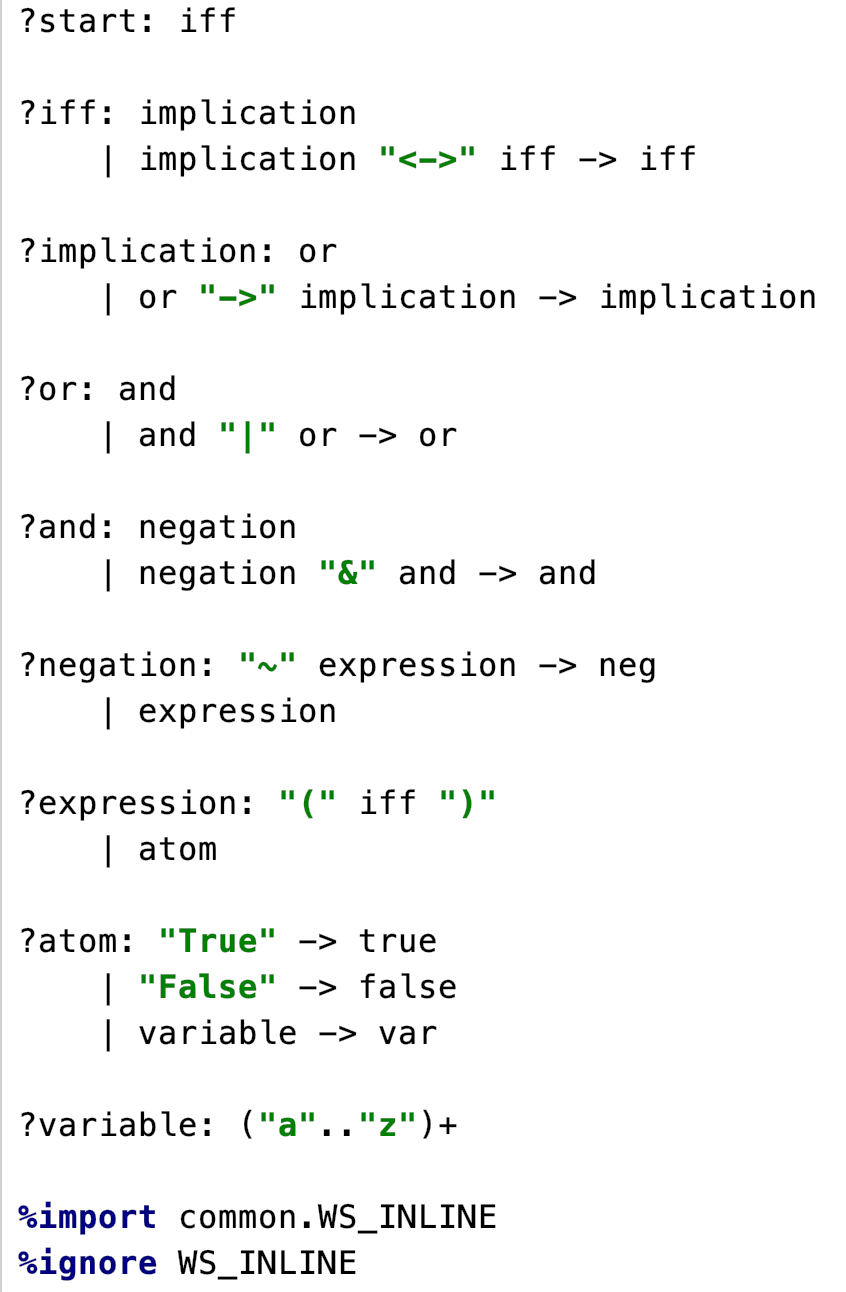 ?start: iff
?iff: implication
| implication "<->" iff -> iff
?implication: or
| or "->" implication -> implication
?or: and
| and "|" or -> or
?and: negation
| negation "&" and -> and
?negation: "~" expression -> neg
| expression
?expression: "(" iff ")"
| atom
?atom: "True" -> true
| "False" -> false
| variable -> var
?variable: ("a".."z")+
%import common.WS_INLINE
%ignore WS_INLINE